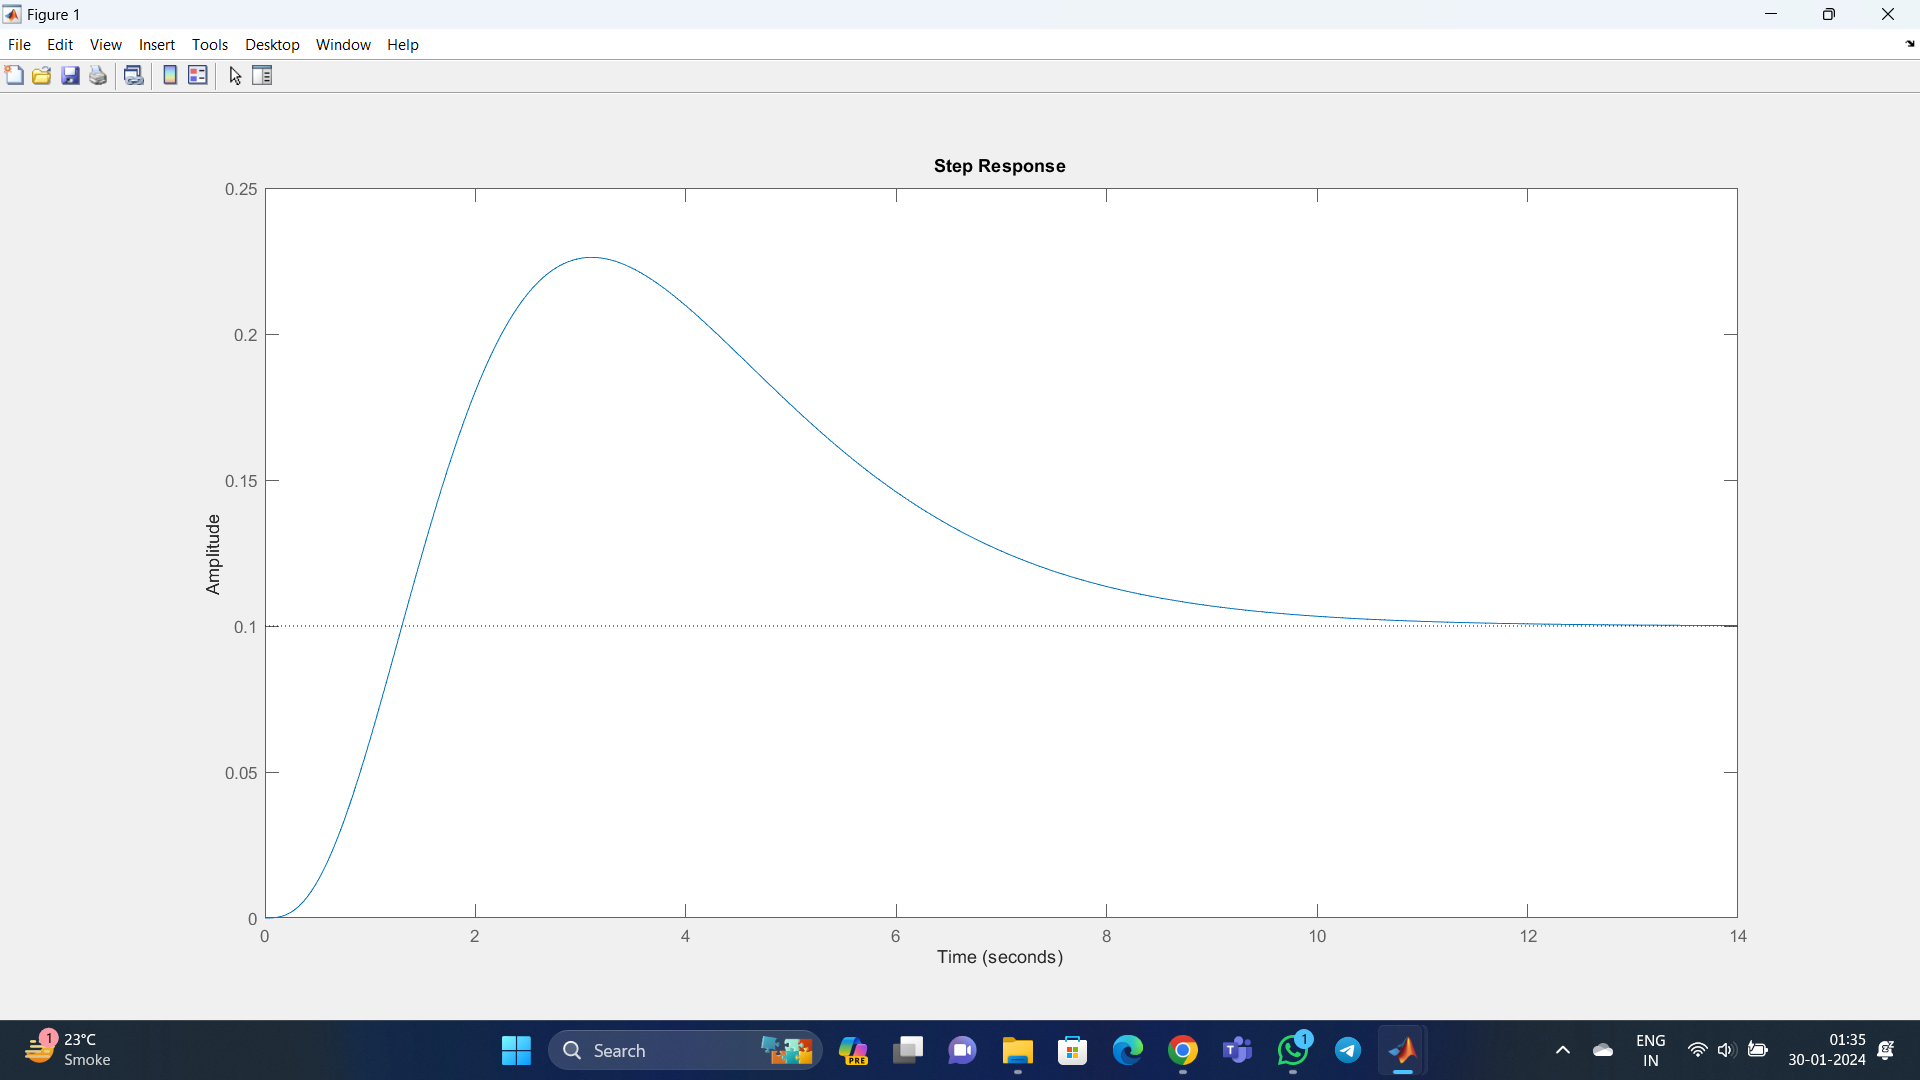 Figure 1
File Edit View Insert Tools Desktop Window Help
Step Response
0.25
0.2
0.15
0.1
0.05
0
Amplitude
0 2 4 6 8 10 12 14
Time (seconds)
1
23°C
Smoke
Search
PRE
T
1
ENG
IN
01:35
30-01-2024